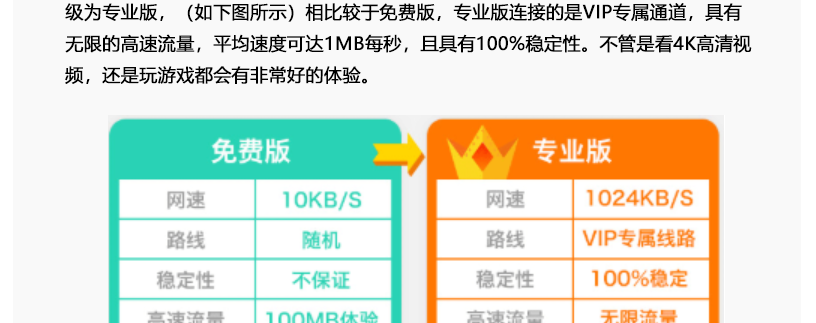 级为专业版，（如下图所示）相比较于免费版，专业版连接的是VIP专属通道，具有
无限的高速流量，平均速度可达1MB每秒，且具有100%稳定性。不管是看4K高清视
频，还是玩游戏都会有非常好的体验。
免费版 专业版
网速 10KB/S 网速 1024KB/S
路线 随机 路线 VIP专属线路
稳定性 不保证 稳定性 100%稳定
高速流量 100MB体验 高速流量 无限流量